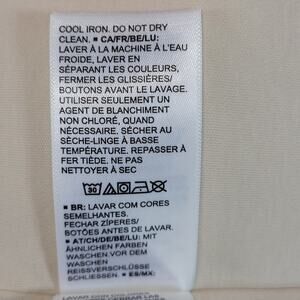 COOL IRON. DO NOT DRY
CLEAN. ■ CA/FR/BE/LU:
LAVER À LA MACHINE À L'EAU
FROIDE, LAVER EN
SÉPARANT LES COULEURS,
FERMER LES GLISSIÈRES/
BOUTONS AVANT LE LAVAGE.
UTILISER SEULEMENT UN
AGENT DE BLANCHIMENT
NON CHLORÉ, QUAND
NÉCESSAIRE. SÉCHER AU
SÈCHE-LINGE À BASSE
TEMPÉRATURE. REPASSER À
FER TIÈDE. NE PAS
NETTOYER À SEC
30
■ BR: LAVAR COM CORES
SEMELHANTES.
FECHAR ZÍPERES/
BOTÕES ANTES DE LAVAR.
■ AT/CH/DE/BE/LU: MIT
ÄHNLICHEN FARBEN
WASCHEN.VOR DEM
WASCHEN
REISSVERSCHLÜSSE
SCHLIESSEN. ■ ES/MX:
LAVAR CON COLORES